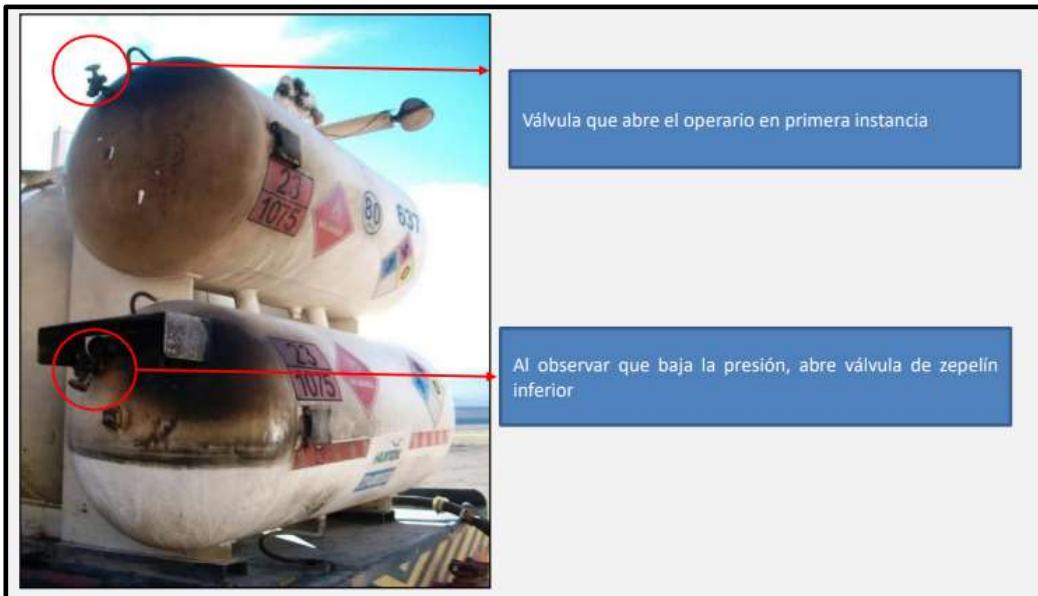 Válvula que abre el operario en primera instancia
23
1075
80
637
Al observar que baja la presión, abre válvula de zepelín
inferior
23
1075